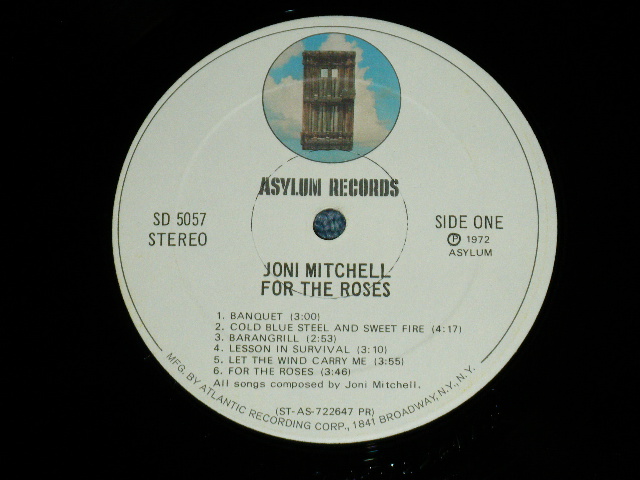 ASYLUM RECORDS
SD 5057
STEREO
SIDE ONE
Ⓟ 1972
ASYLUM
JONI MITCHELL
FOR THE ROSES
1. BANQUET (3:00)
2. COLD BLUE STEEL AND SWEET FIRE (4:17)
3. BARANGRILL (2:53)
4. LESSON IN SURVIVAL (3:10)
5. LET THE WIND CARRY ME (3:55)
6. FOR THE ROSES (3:46)
All songs composed by Joni Mitchell.
(ST-AS-722647 PR)
MFG. BY ATLANTIC RECORDING CORP., 1841 BROADWAY, N.Y., N.Y.